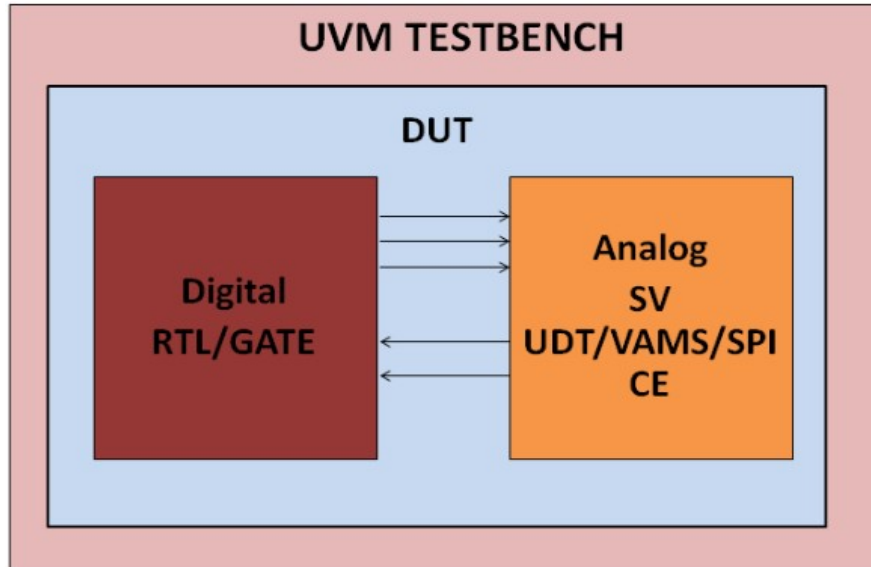 UVM TESTBENCH
DUT
Digital
RTL/GATE
Analog
SV
UDT/VAMS/SPI
CE